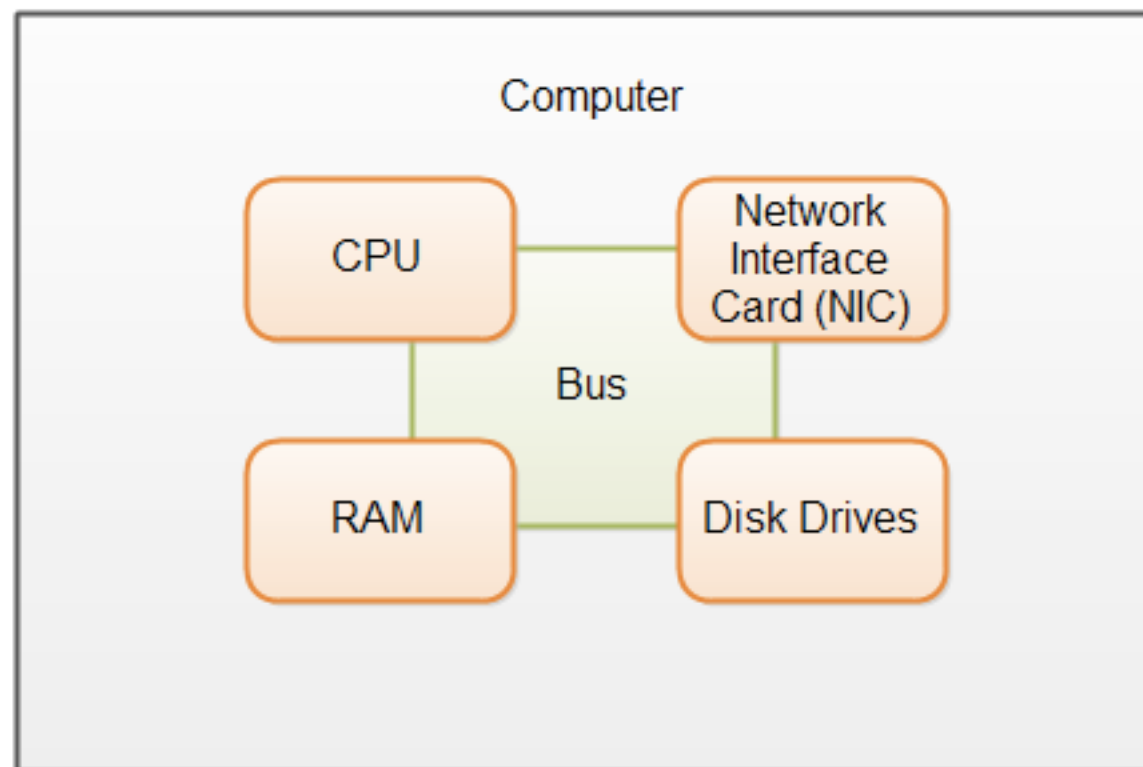 Computer
CPU
Network
Interface
Card (NIC)
Bus
RAM
Disk Drives